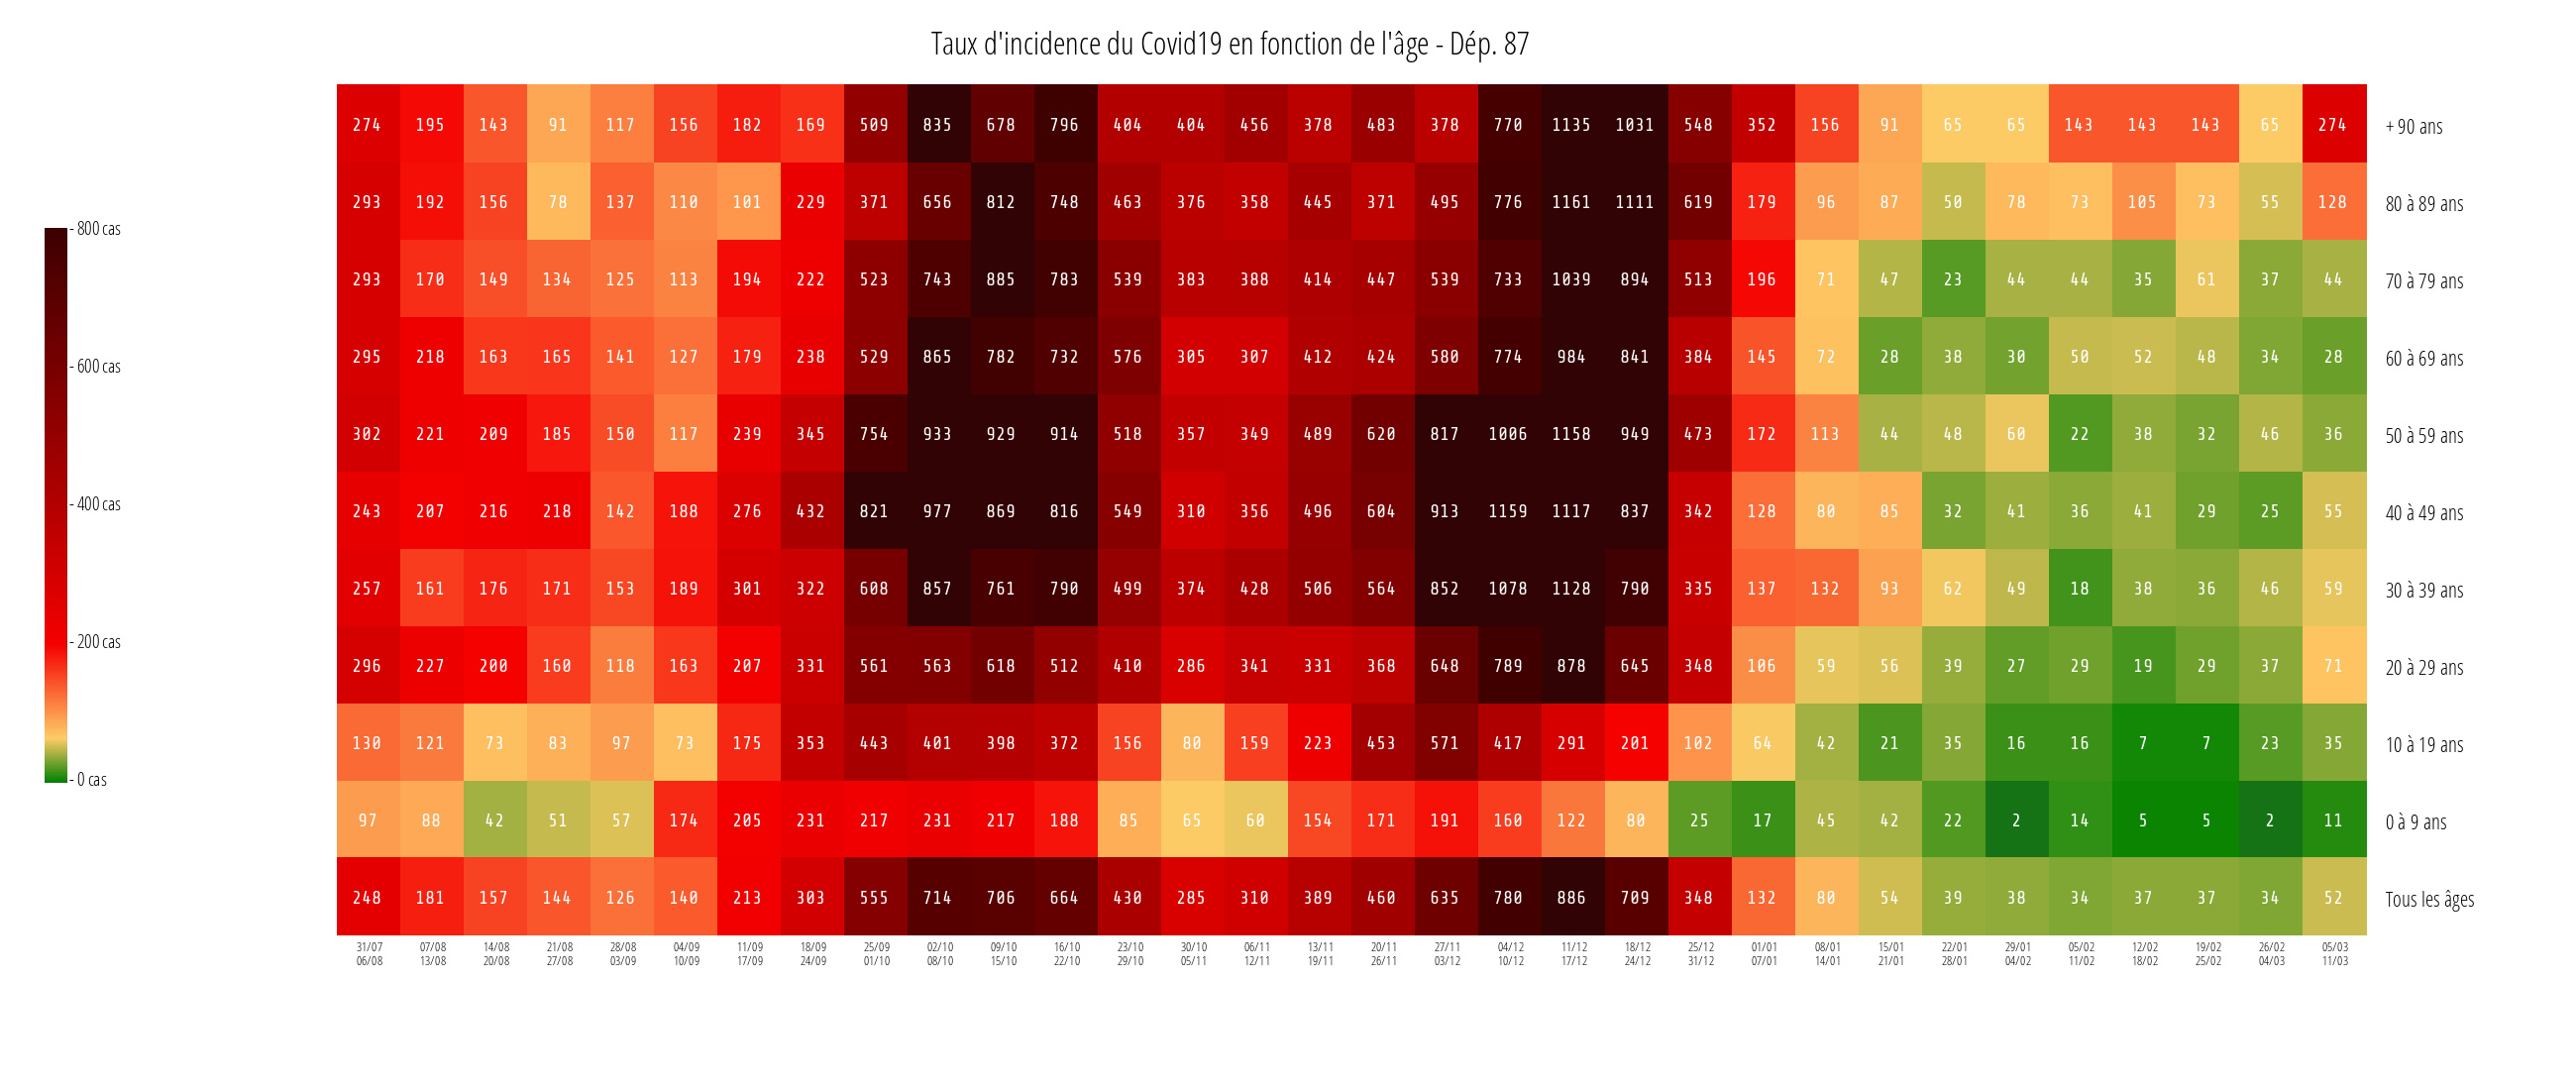 Taux d'incidence du Covid19 en fonction de l'âge - Dép. 87
- 800 cas
- 600 cas
- 400 cas
- 200 cas
- 0 cas
274 195 143 91 117 156 182 169 509 835 678 796 404 404 456 378 483 378 770 1135 1031 548 352 156 91 65 65 143 143 143 65 274 + 90 ans
293 192 156 78 137 110 101 229 371 656 812 748 463 376 358 445 371 495 776 1161 1111 619 179 96 87 50 78 73 105 73 55 128 80 à 89 ans
293 170 149 134 125 113 194 222 523 743 885 783 539 383 388 414 447 539 733 1039 894 513 196 71 47 23 44 44 35 61 37 44 70 à 79 ans
295 218 163 165 141 127 179 238 529 865 782 732 576 305 307 412 424 580 774 984 841 384 145 72 28 38 30 50 52 48 34 28 60 à 69 ans
302 221 209 185 150 117 239 345 754 933 929 914 518 357 349 489 620 817 1006 1158 949 473 172 113 44 48 60 22 38 32 46 36 50 à 59 ans
243 207 216 218 142 188 276 432 821 977 869 816 549 310 356 496 604 913 1159 1117 837 342 128 80 85 32 41 36 41 29 25 55 40 à 49 ans
257 161 176 171 153 189 301 322 608 857 761 790 499 374 428 506 564 852 1078 1128 790 335 137 132 93 62 49 18 38 36 46 59 30 à 39 ans
296 227 200 160 118 163 207 331 561 563 618 512 410 286 341 331 368 648 789 878 645 348 106 59 56 39 27 29 19 29 37 71 20 à 29 ans
130 121 73 83 97 73 175 353 443 401 398 372 156 80 159 223 453 571 417 291 201 102 64 42 21 35 16 16 7 7 23 35 10 à 19 ans
97 88 42 51 57 174 205 231 217 231 217 188 85 65 60 154 171 191 160 122 80 25 17 45 42 22 2 14 5 5 2 11 0 à 9 ans
248 181 157 144 126 140 213 303 555 714 706 664 430 285 310 389 460 635 780 886 709 348 132 80 54 39 38 34 37 37 34 52 Tous les âges
31/07 07/08 14/08 21/08 28/08 04/09 11/09 18/09 25/09 02/10 09/10 16/10 23/10 30/10 06/11 13/11 20/11 27/11 04/12 11/12 18/12 25/12 01/01 08/01 15/01 22/01 29/01 05/02 12/02 19/02 26/02 05/03
06/08 13/08 20/08 27/08 03/09 10/09 17/09 24/09 01/10 08/10 15/10 22/10 29/10 05/11 12/11 19/11 26/11 03/12 10/12 17/12 24/12 31/12 07/01 14/01 21/01 28/01 04/02 11/02 18/02 25/02 04/03 11/03